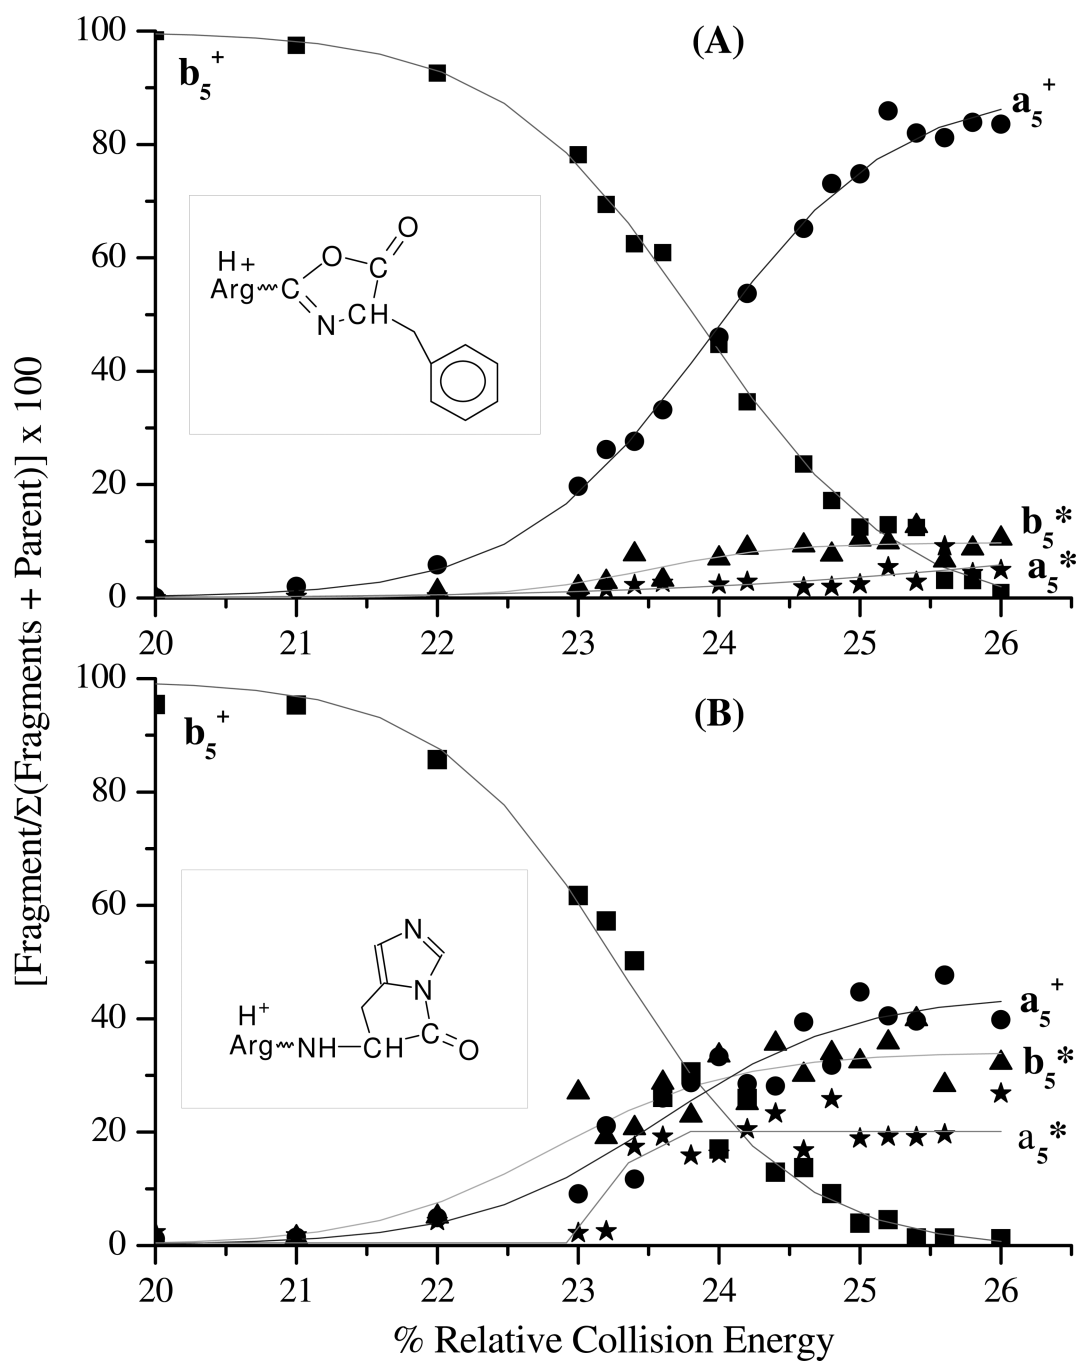 [Fragment/Σ(Fragments + Parent)] x 100
(A)
100
80
60
40
20
0
b5+
a5+
b5*
a5*
H+
Arg
C
O
C
O
N
CH
20 21 22 23 24 25 26
(B)
100
80
60
40
20
0
b5+
a5+
b5*
a5*
N
N
H+
Arg
NH
CH
C
O
20 21 22 23 24 25 26
% Relative Collision Energy